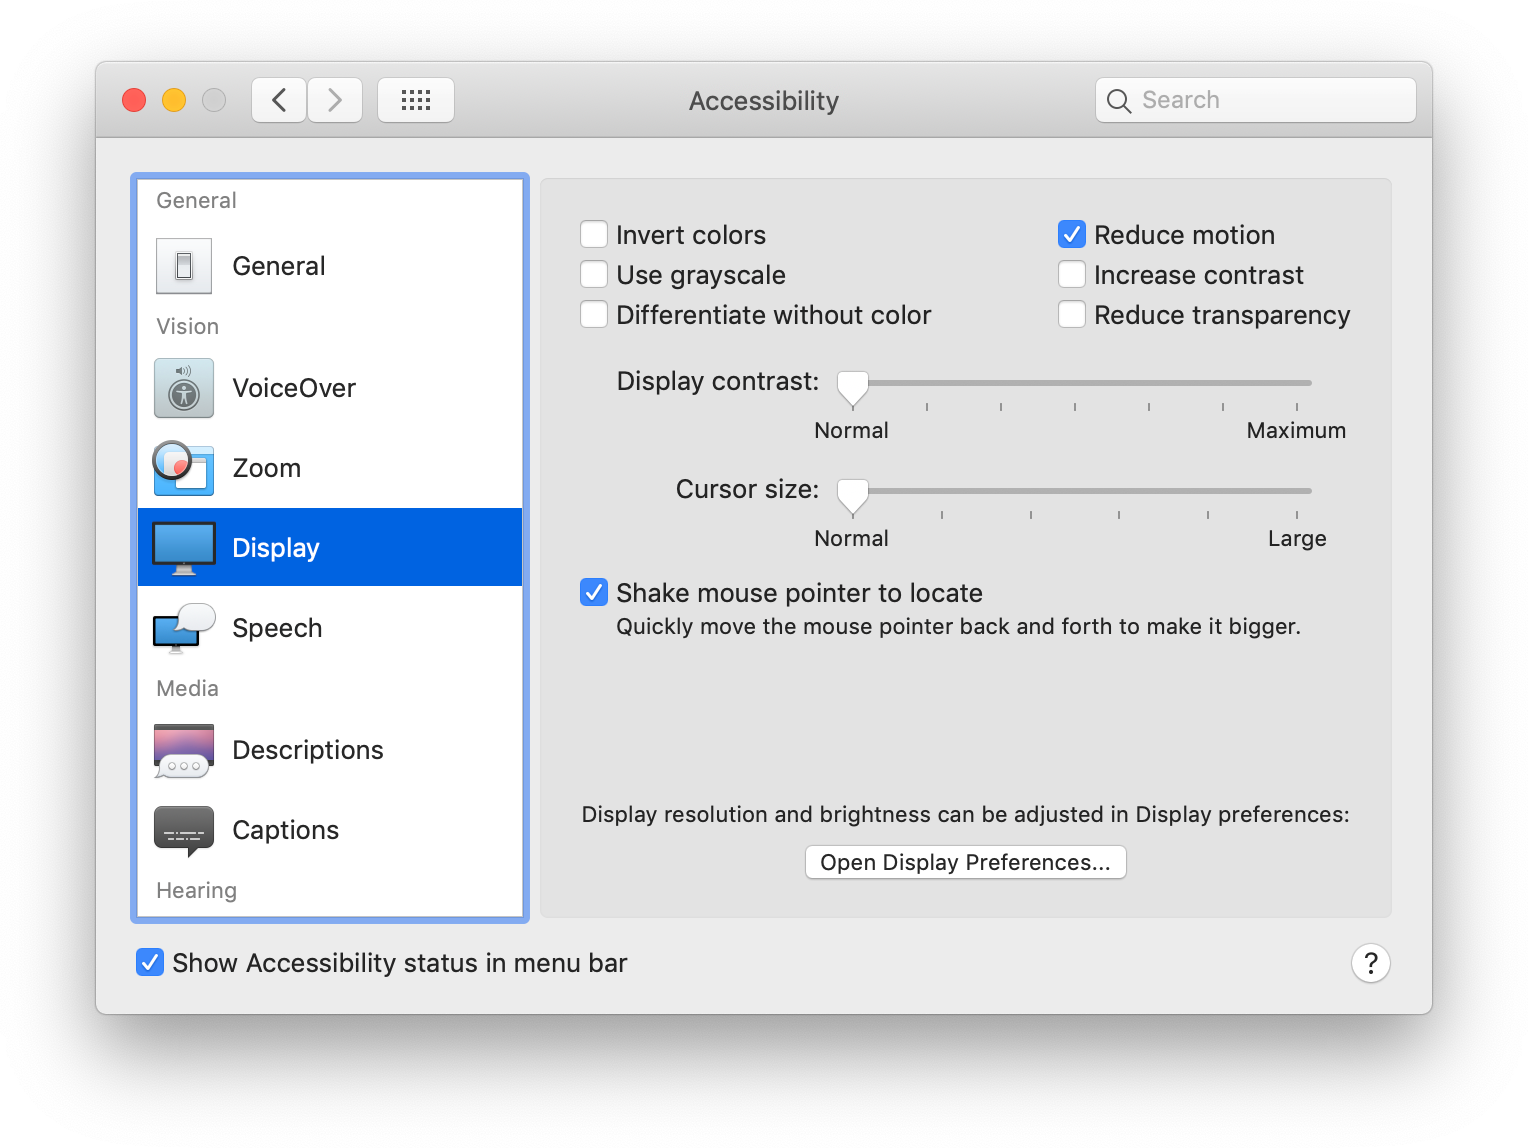 Accessibility
Search
General
General
Vision
VoiceOver
Zoom
Display
Speech
Media
Descriptions
Captions
Hearing
Invert colors
Use grayscale
Differentiate without color
Reduce motion
Increase contrast
Reduce transparency
Display contrast:
Normal
Maximum
Cursor size:
Normal
Large
Shake mouse pointer to locate
Quickly move the mouse pointer back and forth to make it bigger.
Display resolution and brightness can be adjusted in Display preferences:
Open Display Preferences...
Show Accessibility status in menu bar
?